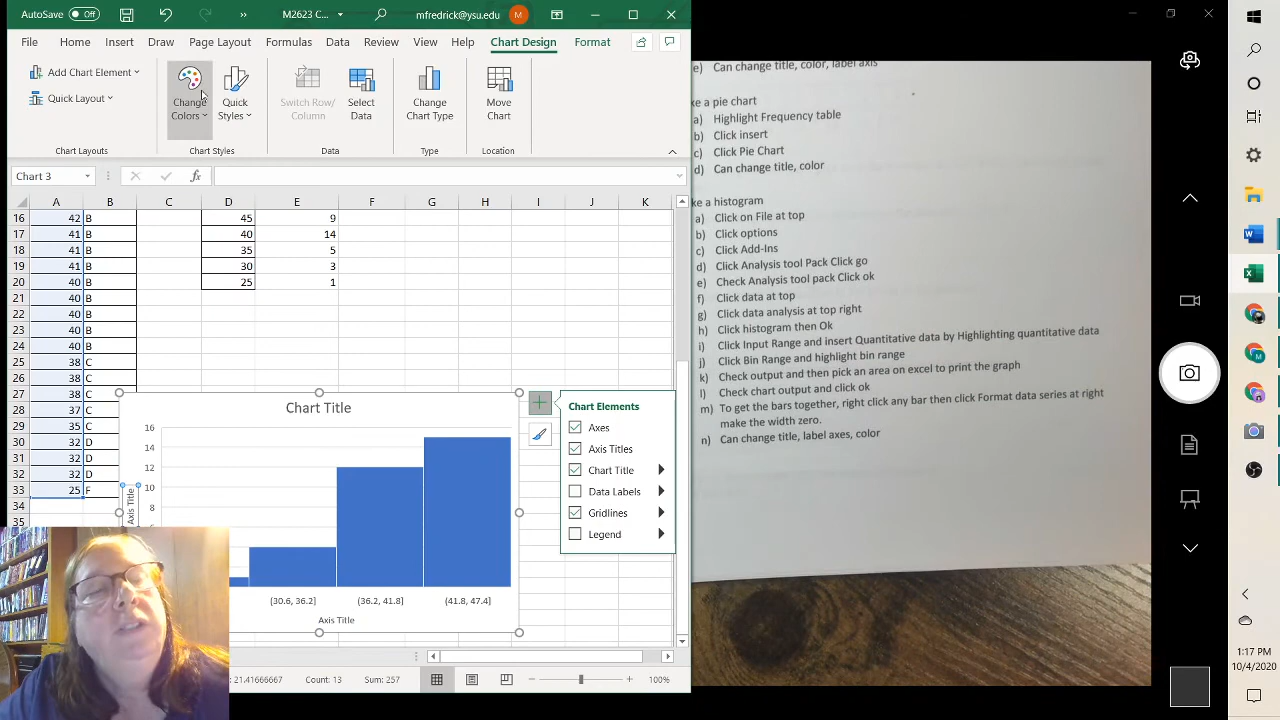 AutoSave Off M2623 mfredrick@ysu.edu M
File Home Insert Draw Page Layout Formulas Data Review View Help Chart Design Format
Add Chart Element
Quick Layout
Change Colors
Quick Styles
Switch Row/ Column
Select Data
Change Chart Type
Move Chart
Chart Layouts Chart Styles Data Type Location
Chart 3 fx
A B C D E F G H I J K
16 42 B 45 9
17 41 B 40 14
18 41 B 35 5
19 41 B 30 3
20 40 B 25 1
21 40 B
22 40 B
23 40 B
24 40 B
25 38 C
26 38 C
27 38 C
28 37 C
29 35 C
30 32 D
31 32 D
32 32 D
33 25 F
34
35
Chart Title
16
14
12
10
8
6
Axis Title
[30.6, 36.2] (36.2, 41.8] (41.8, 47.4]
Axis Title
Chart Elements
Axes
Axis Titles
Chart Title
Data Labels
Gridlines
Legend
21.41666667 Count: 13 Sum: 257 100%
e) Can change title, color, label axis
ke a pie chart
a) Highlight Frequency table
b) Click insert
c) Click Pie Chart
d) Can change title, color
ke a histogram
a) Click on File at top
b) Click options
c) Click Add-Ins
d) Click Analysis tool Pack Click go
e) Check Analysis tool pack Click ok
f) Click data at top
g) Click data analysis at top right
h) Click histogram then Ok
i) Click Input Range and insert Quantitative data by Highlighting quantitative data
j) Click Bin Range and highlight bin range
k) Check output and then pick an area on excel to print the graph
l) Check chart output and click ok
m) To get the bars together, right click any bar then click Format data series at right
make the width zero.
n) Can change title, label axes, color
1:17 PM
10/4/2020